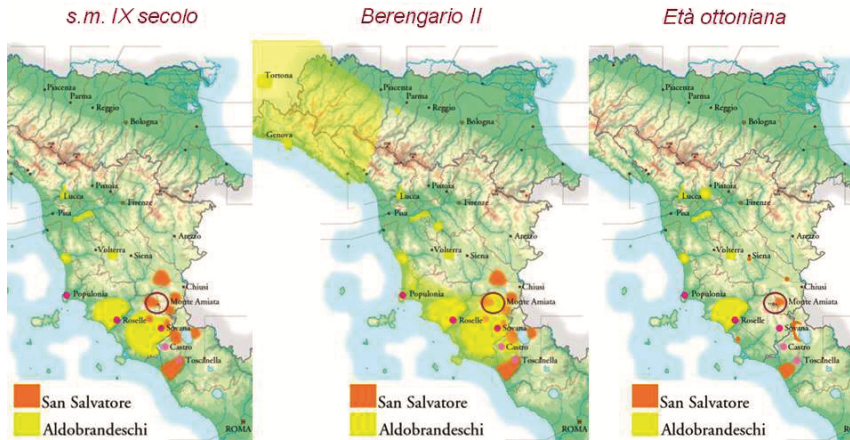 s.m. IX secolo
Piacenza
Parma
Reggio
Bologna
Lucca
Pistoia
Firenze
Pisa
Arezzo
Volterra
Siena
Chiusi
Populonia
Monte Amiata
Roselle
Sovana
Castro
Toscanella
San Salvatore
Aldobrandeschi
ROMA
Berengario II
Tortona
Piacenza
Parma
Reggio
Genova
Bologna
Lucca
Pistoia
Firenze
Pisa
Arezzo
Volterra
Siena
Chiusi
Populonia
Monte Amiata
Roselle
Sovana
Castro
Toscanella
San Salvatore
Aldobrandeschi
ROMA
Età ottoniana
Piacenza
Parma
Reggio
Bologna
Lucca
Pistoia
Firenze
Pisa
Arezzo
Volterra
Siena
Chiusi
Populonia
Monte Amiata
Roselle
Sovana
Castro
Toscanella
San Salvatore
Aldobrandeschi
ROMA